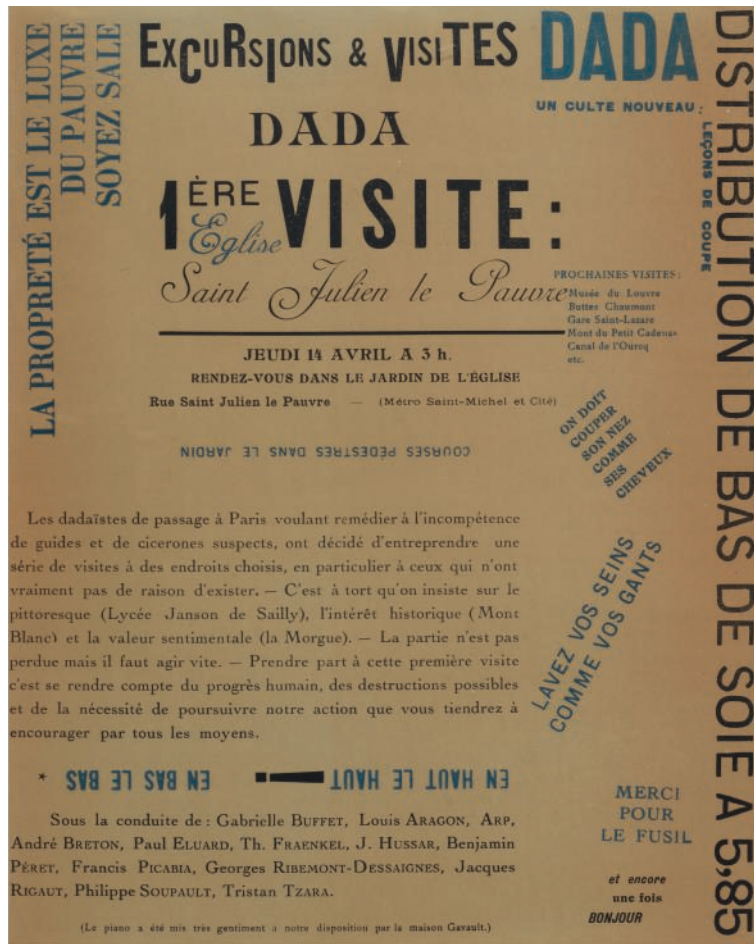 LA PROPRETÉ EST LE LUXE
DU PAUVRE
SOYEZ SALE
EXCURSIONS & VISITES
DADA
1ÈRE VISITE :
Eglise
Saint Julien le Pauvre
JEUDI 14 AVRIL A 3 h.
RENDEZ-VOUS DANS LE JARDIN DE L'ÉGLISE
Rue Saint Julien le Pauvre — (Métro Saint-Michel et Cité)
COURSES PÉDESTRES DANS LE JARDIN
DADA
UN CULTE NOUVEAU :
LEÇONS DE COUPE
PROCHAINES VISITES :
Musée du Louvre
Buttes Chaumont
Gare Saint-Lazare
Mont du Petit Cadenas
Canal de l'Ourcq
etc.
ON DOIT
COUPER
SON NEZ
COMME
SES
CHEVEUX
Les dadaïstes de passage à Paris voulant remédier à l'incompétence
de guides et de cicerones suspects, ont décidé d'entreprendre une
série de visites à des endroits choisis, en particulier à ceux qui n'ont
vraiment pas de raison d'exister. — C'est à tort qu'on insiste sur le
pittoresque (Lycée Janson de Sailly), l'intérêt historique (Mont
Blanc) et la valeur sentimentale (la Morgue). — La partie n'est pas
perdue mais il faut agir vite. — Prendre part à cette première visite
c'est se rendre compte du progrès humain, des destructions possibles
et de la nécessité de poursuivre notre action que vous tiendrez à
encourager par tous les moyens.
LAVEZ VOS SEINS
COMME VOS GANTS
EN HAUT LE HAUT ! EN BAS LE BAS *
Sous la conduite de : Gabrielle BUFFET, Louis ARAGON, ARP,
André BRETON, Paul ELUARD, Th. FRAENKEL, J. HUSSAR, Benjamin
PÉRET, Francis PICABIA, Georges RIBEMONT-DESSAIGNES, Jacques
RIGAUT, Philippe SOUPAULT, Tristan TZARA.
(Le piano a été mis très gentiment à notre disposition par la maison Gavault.)
MERCI
POUR
LE FUSIL
et encore
une fois
BONJOUR
DISTRIBUTION DE BAS DE SOIE A 5,85